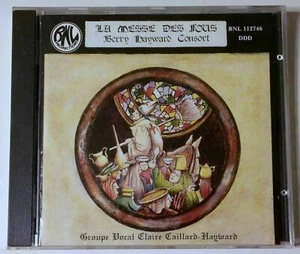 BNL
LA MESSE DES FOUS
Berry Hayward Consort
BNL 112746
DDD
Groupe Vocal Claire Caillard-Hayward